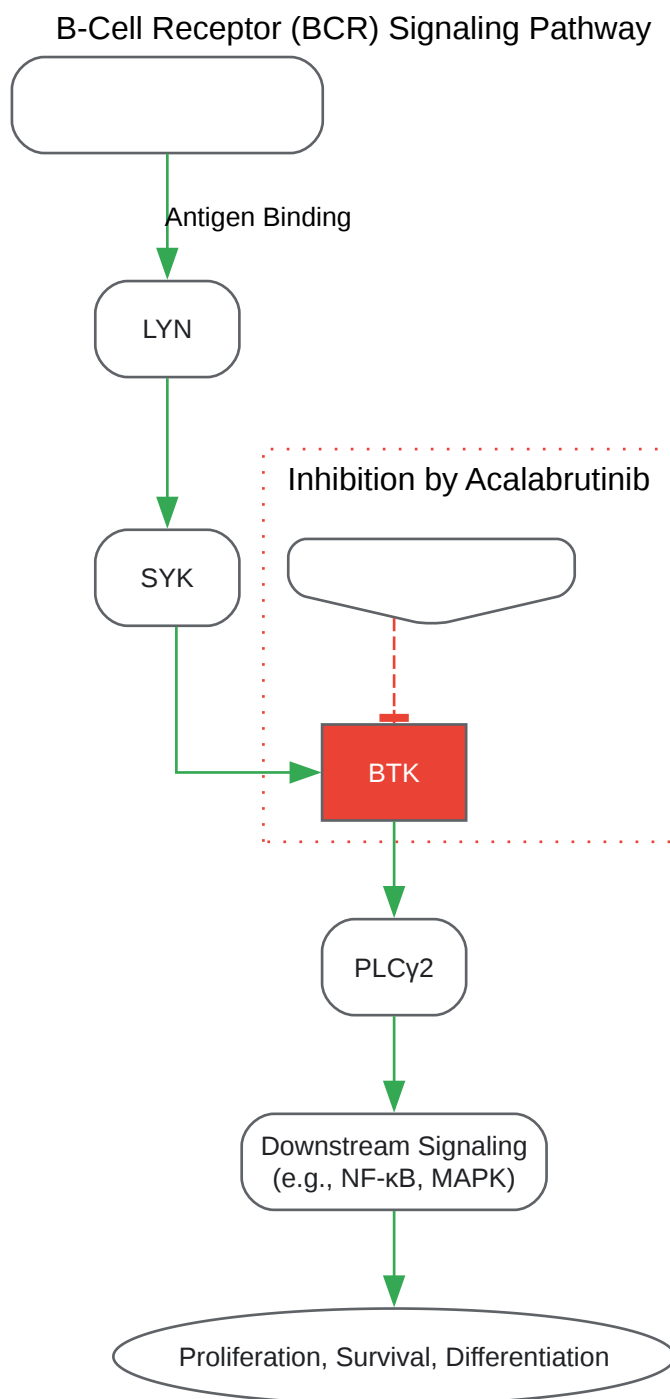 B-Cell Receptor (BCR) Signaling Pathway
Antigen Binding
LYN
SYK
Inhibition by Acalabrutinib
BTK
PLCγ2
Downstream Signaling
(e.g., NF-κB, MAPK)
Proliferation, Survival, Differentiation